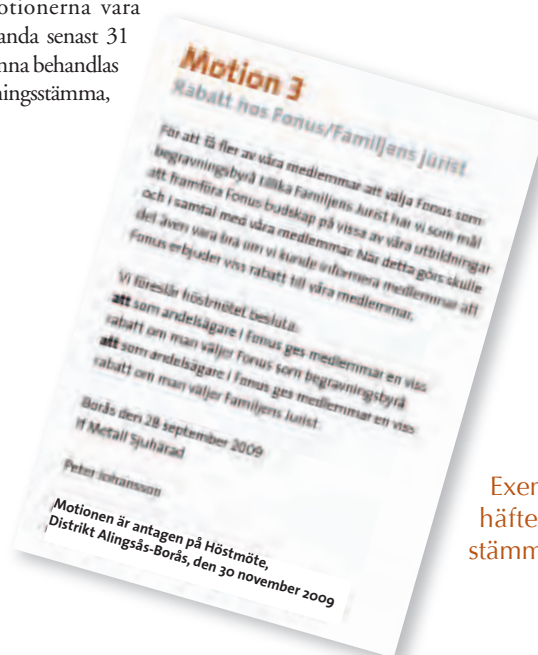 otionerna vara
anda senast 31
nna behandlas
ningsstämma,
Motion 3
Rabatt hos Fonus/Familjens jurist
För att få fler av våra medlemmar att välja Fonus som
begravningsbyrå tillika Familjens Jurist har vi som mål
att framföra Fonus budskap på vissa av våra utbildningar
och i samtal med våra medlemmar. När detta görs skulle
det även vara bra om vi kunde informera medlemmar att
Fonus erbjuder viss rabatt till våra medlemmar.
Vi föreslår höstmötet besluta:
att som andelsägare i Fonus ges medlemmar en viss
rabatt om man väljer Fonus som begravningsbyrå
att som andelsägare i Fonus ges medlemmar en viss
rabatt om man väljer Familjens Jurist.
Borås den 28 september 2009
If Metall Sjuhärad
Peter Johansson
Motionen är antagen på Höstmöte,
Distrikt Alingsås-Borås, den 30 november 2009
Exer
häfte
stämm